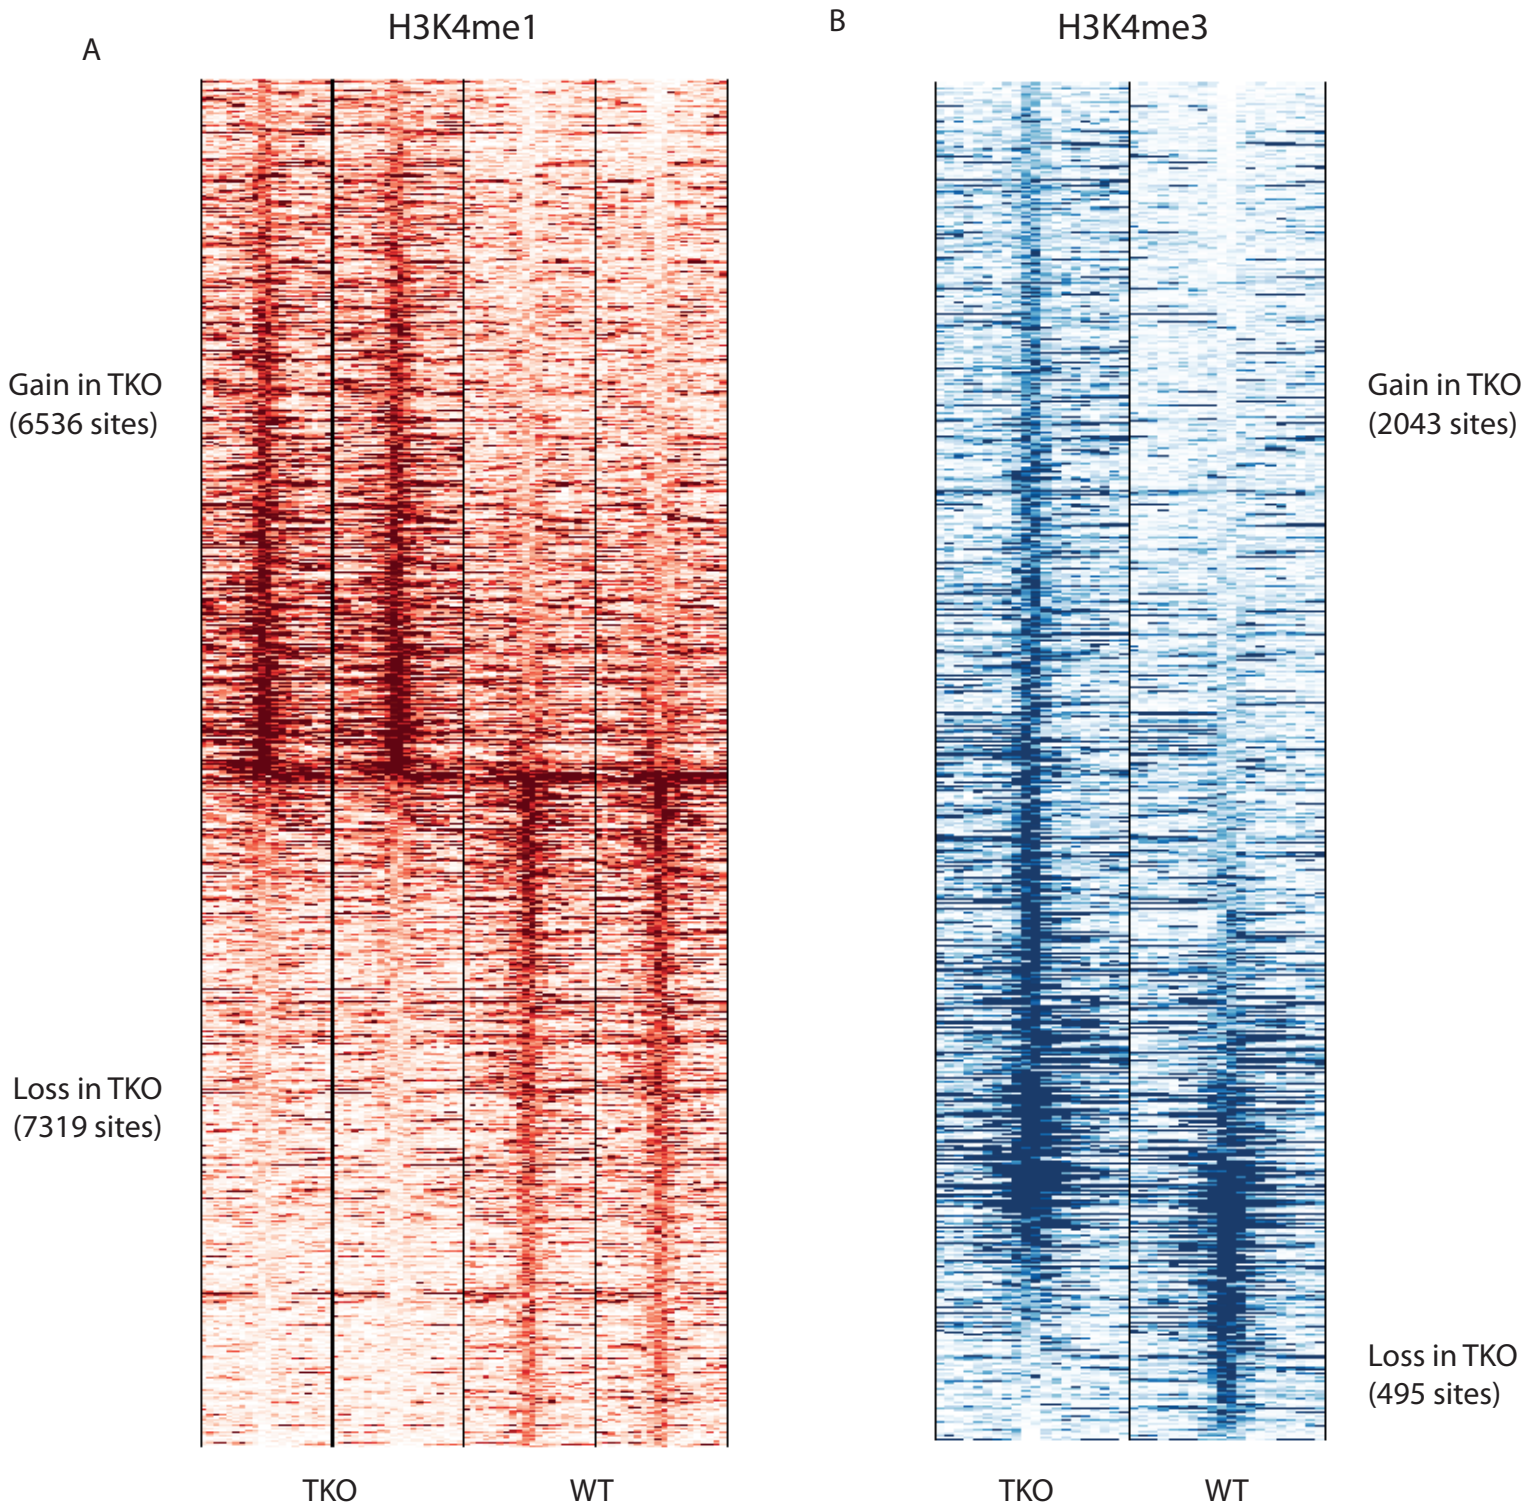 A
H3K4me1
B
H3K4me3
Gain in TKO
(6536 sites)
Gain in TKO
(2043 sites)
Loss in TKO
(7319 sites)
Loss in TKO
(495 sites)
TKO
WT
TKO
WT